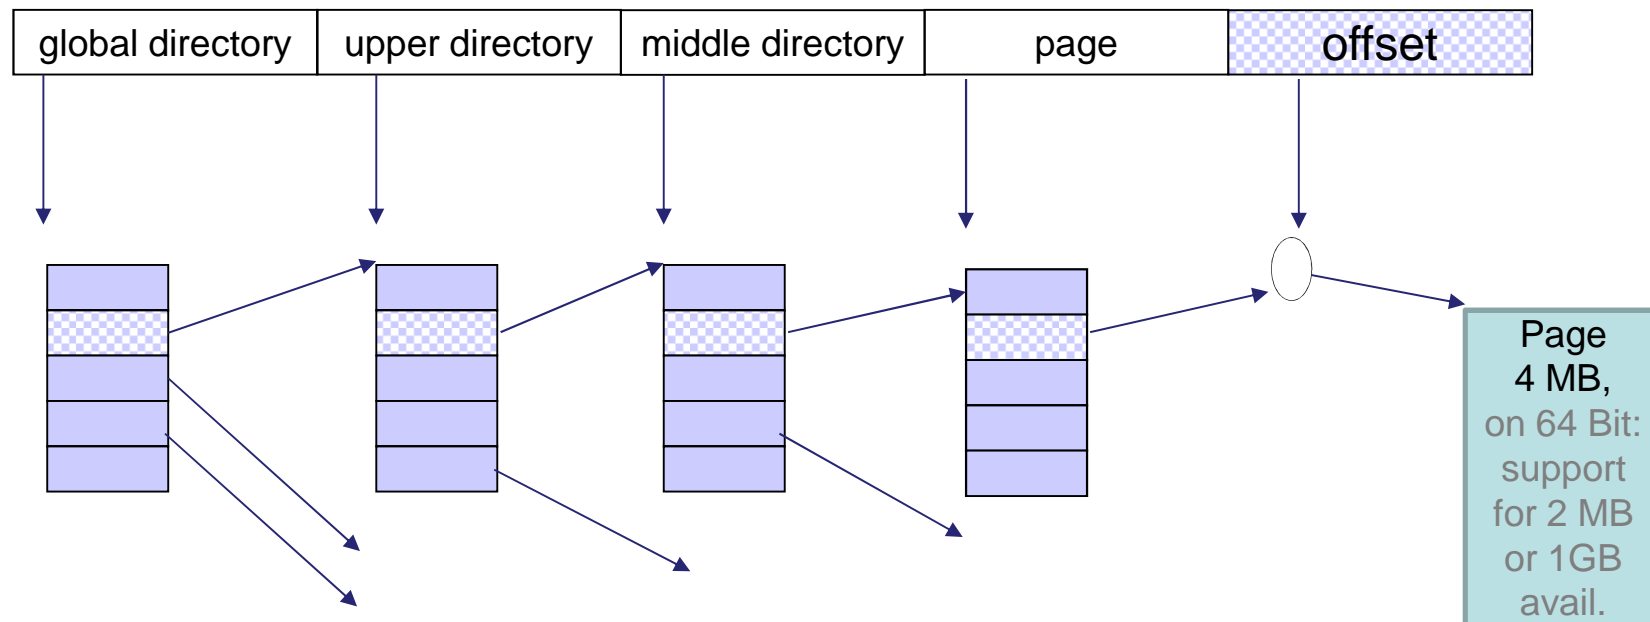 global directory upper directory middle directory page offset
Page
4 MB,
on 64 Bit:
support
for 2 MB
or 1GB
avail.